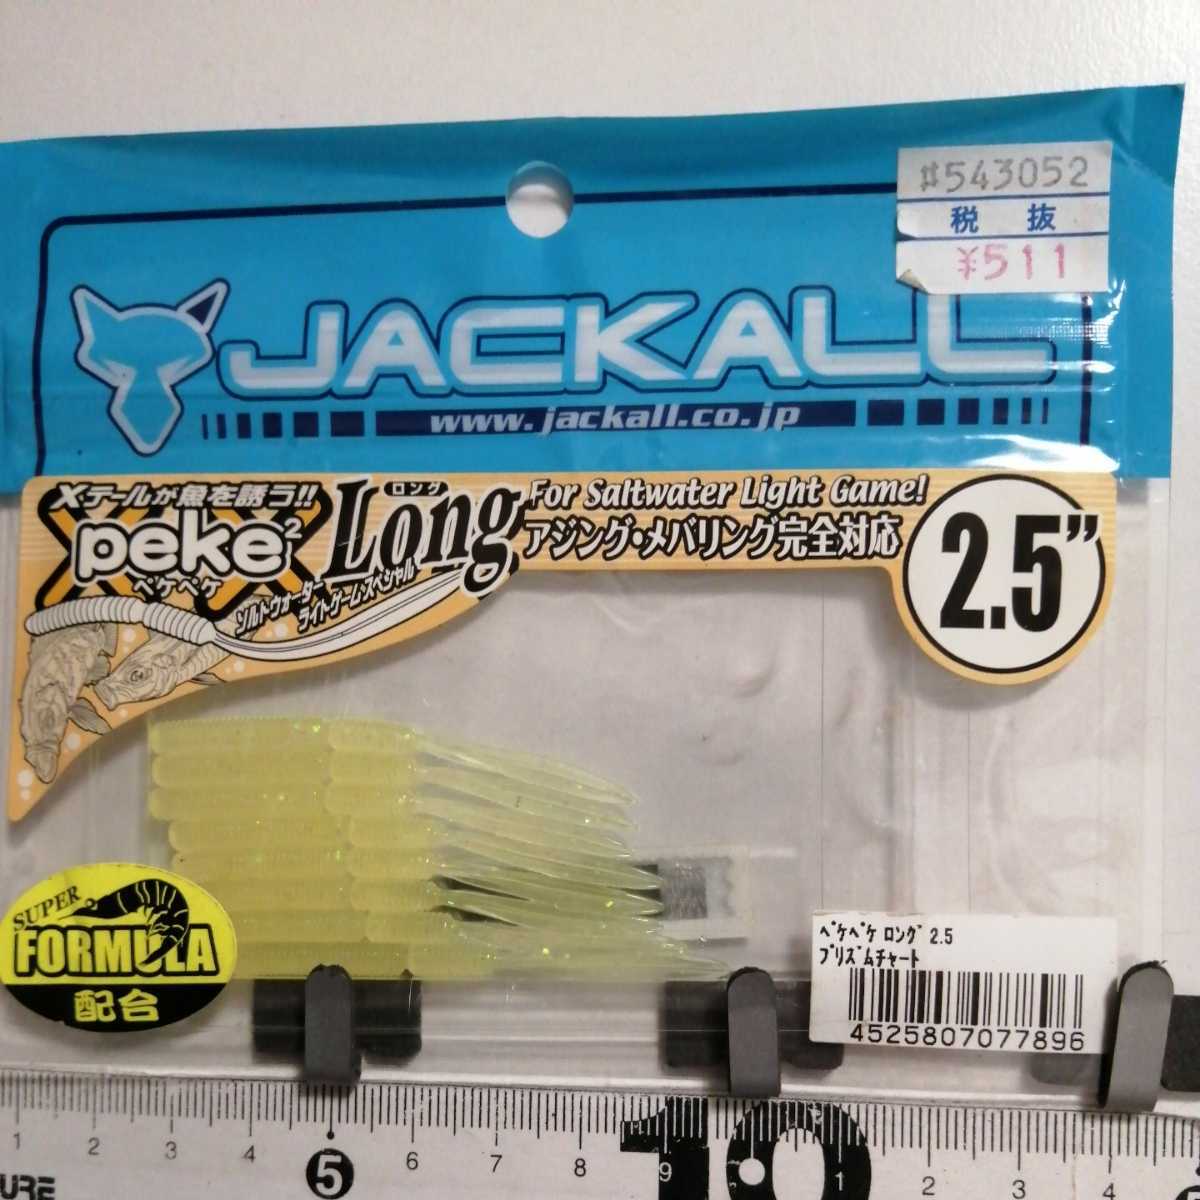 #543052
税 抜
¥511
JACKALL
www.jackall.co.jp
Xテールが魚を誘う!!
peke²
ペケペケ
ロング
Long
ソルトウォーター
ライトゲーム・スペシャル
For Saltwater Light Game!
アジング・メバリング完全対応
2.5”
SUPER
FORMULA
配合
ﾍﾟｹﾍﾟｹ ﾛﾝｸﾞ 2.5
ﾌﾟﾘｽﾞﾑﾁｬｰﾄ
4525807077896
1 2 3 4 5 6 7 8 9 10 1 2 3 4
URE